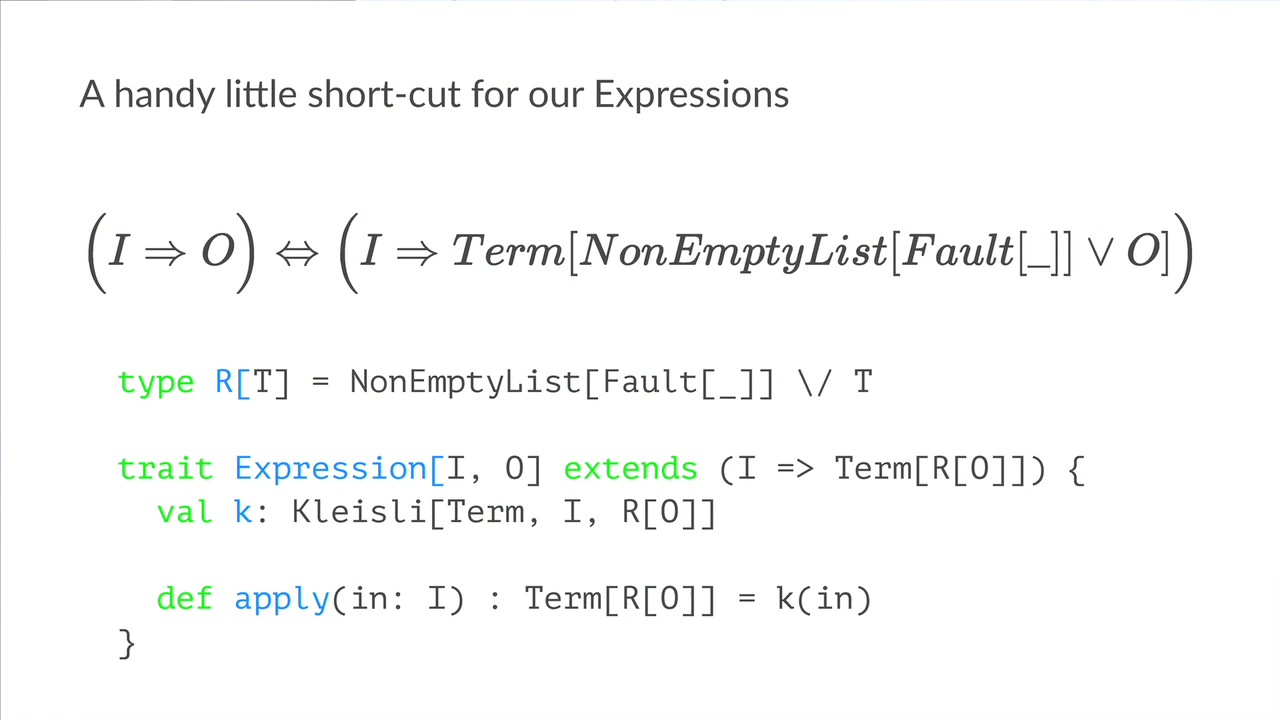 A handy little short-cut for our Expressions
(I ⇒ O) ⇔ (I ⇒ Term[NonEmptyList[Fault[_]] ∨ O])
type R[T] = NonEmptyList[Fault[_]] \/ T
trait Expression[I, O] extends (I => Term[R[O]]) {
val k: Kleisli[Term, I, R[O]]
def apply(in: I) : Term[R[O]] = k(in)
}